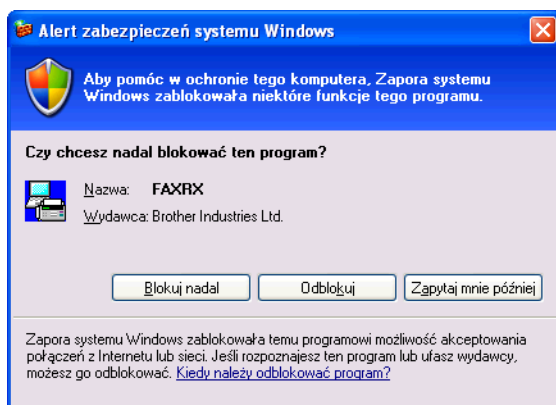 Alert zabezpieczeń systemu Windows
Aby pomóc w ochronie tego komputera, Zapora systemu
Windows zablokowała niektóre funkcje tego programu.
Czy chcesz nadal blokować ten program?
Nazwa: FAXRX
Wydawca: Brother Industries Ltd.
Blokuj nadal Odblokuj Zapytaj mnie później
Zapora systemu Windows zablokowała temu programowi możliwość akceptowania
połączeń z Internetu lub sieci. Jeśli rozpoznajesz ten program lub ufasz wydawcy,
możesz go odblokować. Kiedy należy odblokować program?